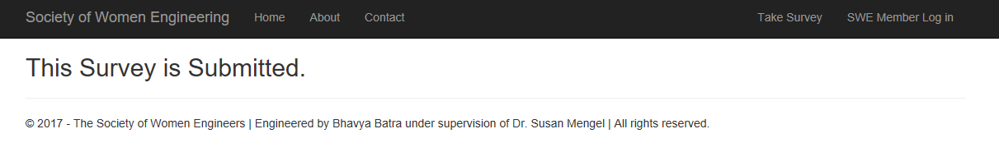 Society of Women Engineering Home About Contact Take Survey SWE Member Log in
This Survey is Submitted.
© 2017 - The Society of Women Engineers | Engineered by Bhavya Batra under supervision of Dr. Susan Mengel | All rights reserved.